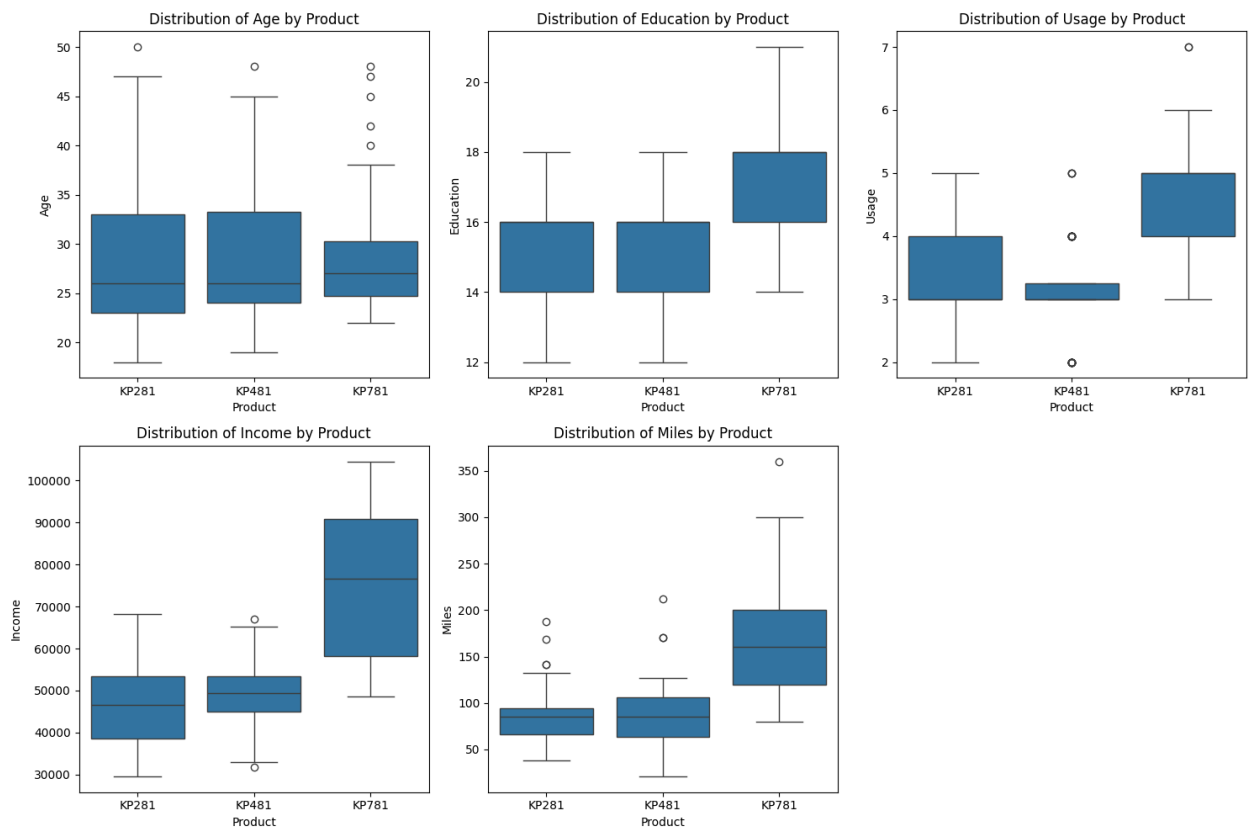 Distribution of Age by Product
50
45
40
35
30
25
20
Age
KP281 KP481 KP781
Product
Distribution of Education by Product
20
18
16
14
12
Education
KP281 KP481 KP781
Product
Distribution of Usage by Product
7
6
5
4
3
2
Usage
KP281 KP481 KP781
Product
Distribution of Income by Product
100000
90000
80000
70000
60000
50000
40000
30000
Income
KP281 KP481 KP781
Product
Distribution of Miles by Product
350
300
250
200
150
100
50
Miles
KP281 KP481 KP781
Product